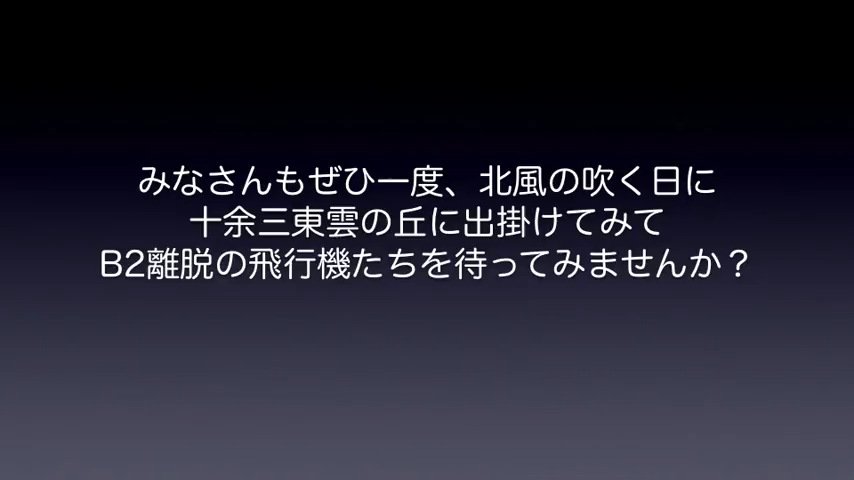 みなさんもぜひ一度、北風の吹く日に
十余三東雲の丘に出掛けてみて
B2離脱の飛行機たちを待ってみませんか？